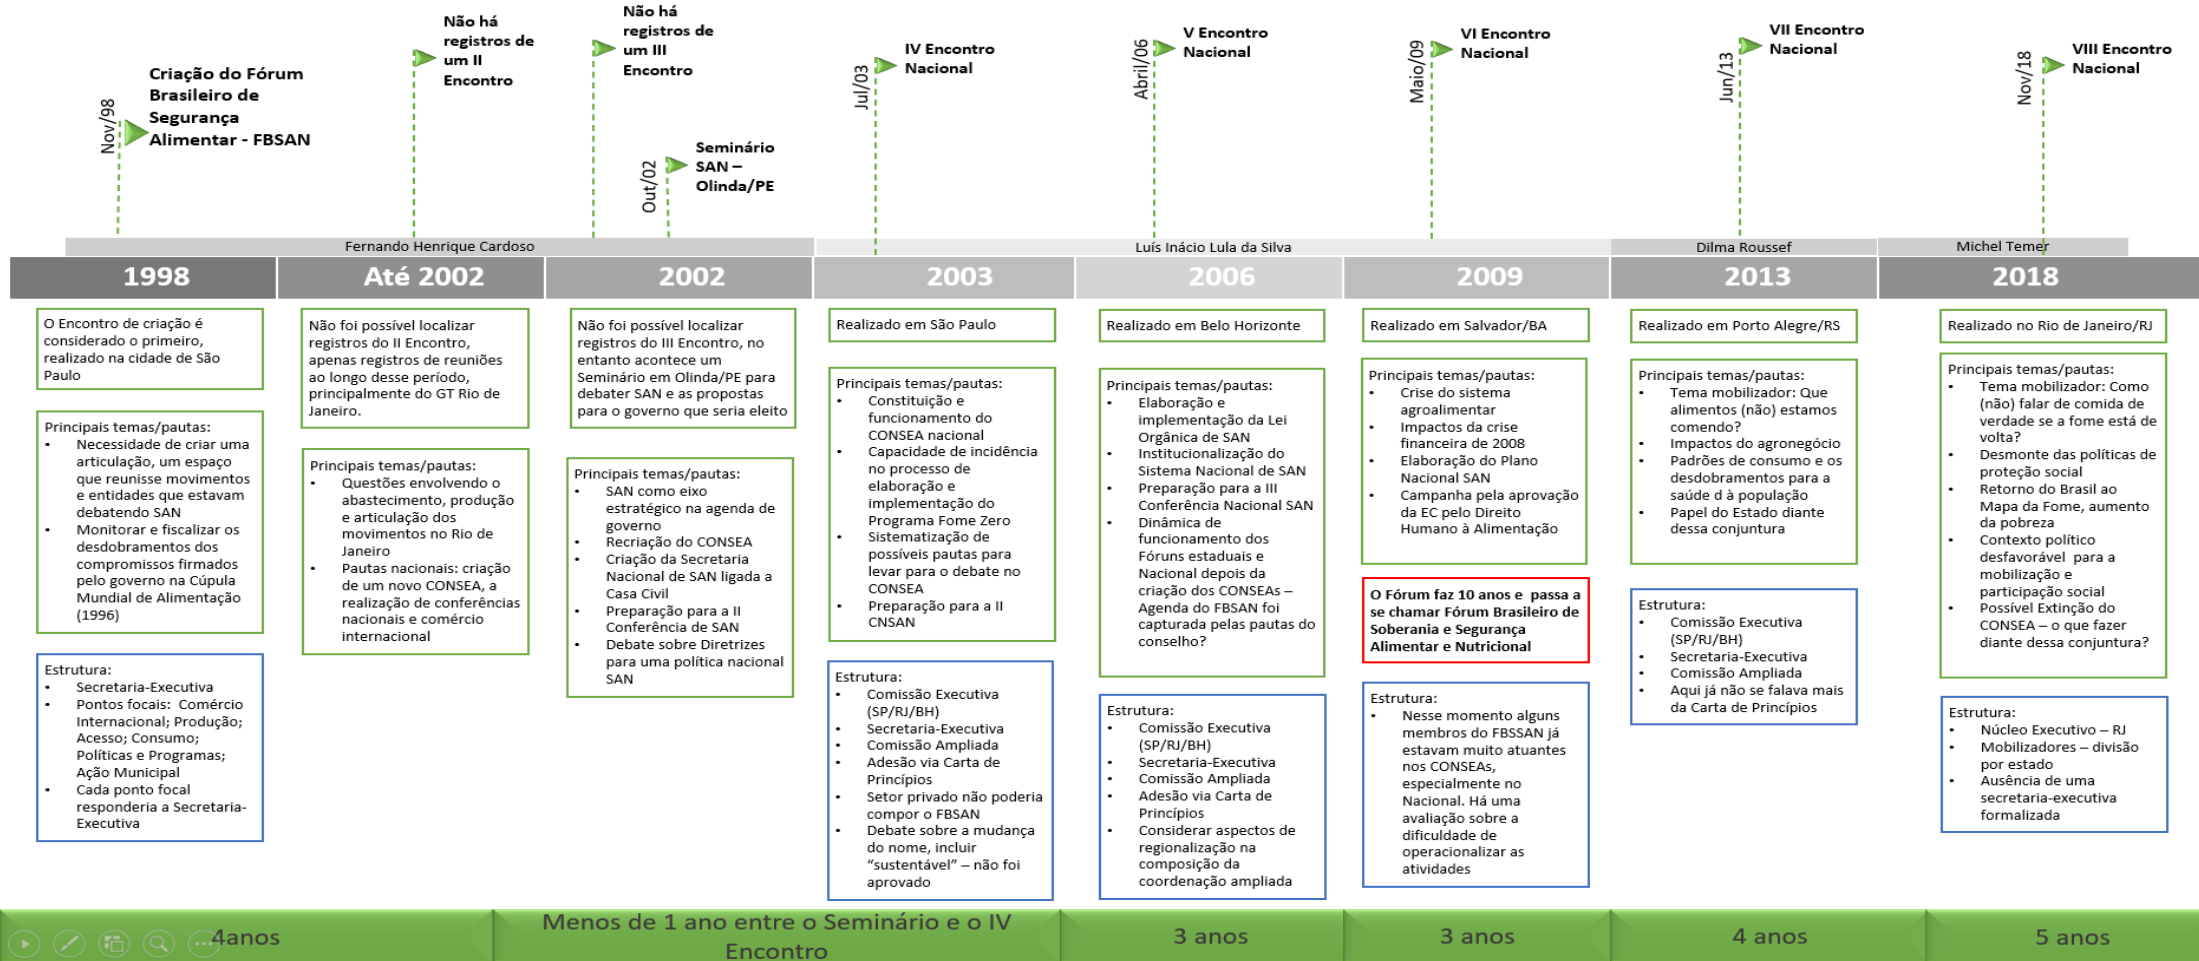 Nov/98
Criação do Fórum
Brasileiro de
Segurança
Alimentar - FBSAN
Não há
registros de
um II
Encontro
Não há
registros de
um III
Encontro
Out/02
Seminário
SAN –
Olinda/PE
Jul/03
IV Encontro
Nacional
Abril/06
V Encontro
Nacional
Maio/09
VI Encontro
Nacional
Jun/13
VII Encontro
Nacional
Nov/18
VIII Encontro
Nacional
Fernando Henrique Cardoso
Luís Inácio Lula da Silva
Dilma Roussef
Michel Temer
1998
Até 2002
2002
2003
2006
2009
2013
2018
O Encontro de criação é
considerado o primeiro,
realizado na cidade de São
Paulo
Principais temas/pautas:
• Necessidade de criar uma
articulação, um espaço
que reunisse movimentos
e entidades que estavam
debatendo SAN
• Monitorar e fiscalizar os
desdobramentos dos
compromissos firmados
pelo governo na Cúpula
Mundial de Alimentação
(1996)
Estrutura:
• Secretaria-Executiva
• Pontos focais: Comércio
Internacional; Produção;
Acesso; Consumo;
Políticas e Programas;
Ação Municipal
• Cada ponto focal
responderia a Secretaria-
Executiva
Não foi possível localizar
registros do II Encontro,
apenas registros de reuniões
ao longo desse período,
principalmente do GT Rio de
Janeiro.
Principais temas/pautas:
• Questões envolvendo o
abastecimento, produção
e articulação dos
movimentos no Rio de
Janeiro
• Pautas nacionais: criação
de um novo CONSEA, a
realização de conferências
nacionais e comércio
internacional
Não foi possível localizar
registros do III Encontro, no
entanto acontece um
Seminário em Olinda/PE para
debater SAN e as propostas
para o governo que seria eleito
Principais temas/pautas:
• SAN como eixo
estratégico na agenda de
governo
• Recriação do CONSEA
• Criação da Secretaria
Nacional de SAN ligada a
Casa Civil
• Preparação para a II
Conferência de SAN
• Debate sobre Diretrizes
para uma política nacional
SAN
Realizado em São Paulo
Principais temas/pautas:
• Constituição e
funcionamento do
CONSEA nacional
• Capacidade de incidência
no processo de
elaboração e
implementação do
Programa Fome Zero
• Sistematização de
possíveis pautas para
levar para o debate no
CONSEA
• Preparação para a II
CNSAN
Estrutura:
• Comissão Executiva
(SP/RJ/BH)
• Secretaria-Executiva
• Comissão Ampliada
• Adesão via Carta de
Princípios
• Setor privado não poderia
compor o FBSAN
• Debate sobre a mudança
do nome, incluir
“sustentável” – não foi
aprovado
Realizado em Belo Horizonte
Principais temas/pautas:
• Elaboração e
implementação da Lei
Orgânica de SAN
• Institucionalização do
Sistema Nacional de SAN
• Preparação para a III
Conferência Nacional SAN
• Dinâmica de
funcionamento dos
Fóruns estaduais e
Nacional depois da
criação dos CONSEAs –
Agenda do FBSAN foi
capturada pelas pautas do
conselho?
Estrutura:
• Comissão Executiva
(SP/RJ/BH)
• Secretaria-Executiva
• Comissão Ampliada
• Adesão via Carta de
Princípios
• Considerar aspectos de
regionalização na
composição da
coordenação ampliada
Realizado em Salvador/BA
Principais temas/pautas:
• Crise do sistema
agroalimentar
• Impactos da crise
financeira de 2008
• Elaboração do Plano
Nacional SAN
• Campanha pela aprovação
da EC pelo Direito
Humano à Alimentação
O Fórum faz 10 anos e passa a
se chamar Fórum Brasileiro de
Soberania e Segurança
Alimentar e Nutricional
Estrutura:
• Nesse momento alguns
membros do FBSSAN já
estavam muito atuantes
nos CONSEAs,
especialmente no
Nacional. Há uma
avaliação sobre a
dificuldade de
operacionalizar as
atividades
Realizado em Porto Alegre/RS
Principais temas/pautas:
• Tema mobilizador: Que
alimentos (não) estamos
comendo?
• Impactos do agronegócio
• Padrões de consumo e os
desdobramentos para a
saúde d à população
• Papel do Estado diante
dessa conjuntura
Estrutura:
• Comissão Executiva
(SP/RJ/BH)
• Secretaria-Executiva
• Comissão Ampliada
• Aqui já não se falava mais
da Carta de Princípios
Realizado no Rio de Janeiro/RJ
Principais temas/pautas:
• Tema mobilizador: Como
(não) falar de comida de
verdade se a fome está de
volta?
• Desmonte das políticas de
proteção social
• Retorno do Brasil ao
Mapa da Fome, aumento
da pobreza
• Contexto político
desfavorável para a
mobilização e
participação social
• Possível Extinção do
CONSEA – o que fazer
diante dessa conjuntura?
Estrutura:
• Núcleo Executivo – RJ
• Mobilizadores – divisão
por estado
• Ausência de uma
secretaria-executiva
formalizada
4anos
Menos de 1 ano entre o Seminário e o IV
Encontro
3 anos
3 anos
4 anos
5 anos